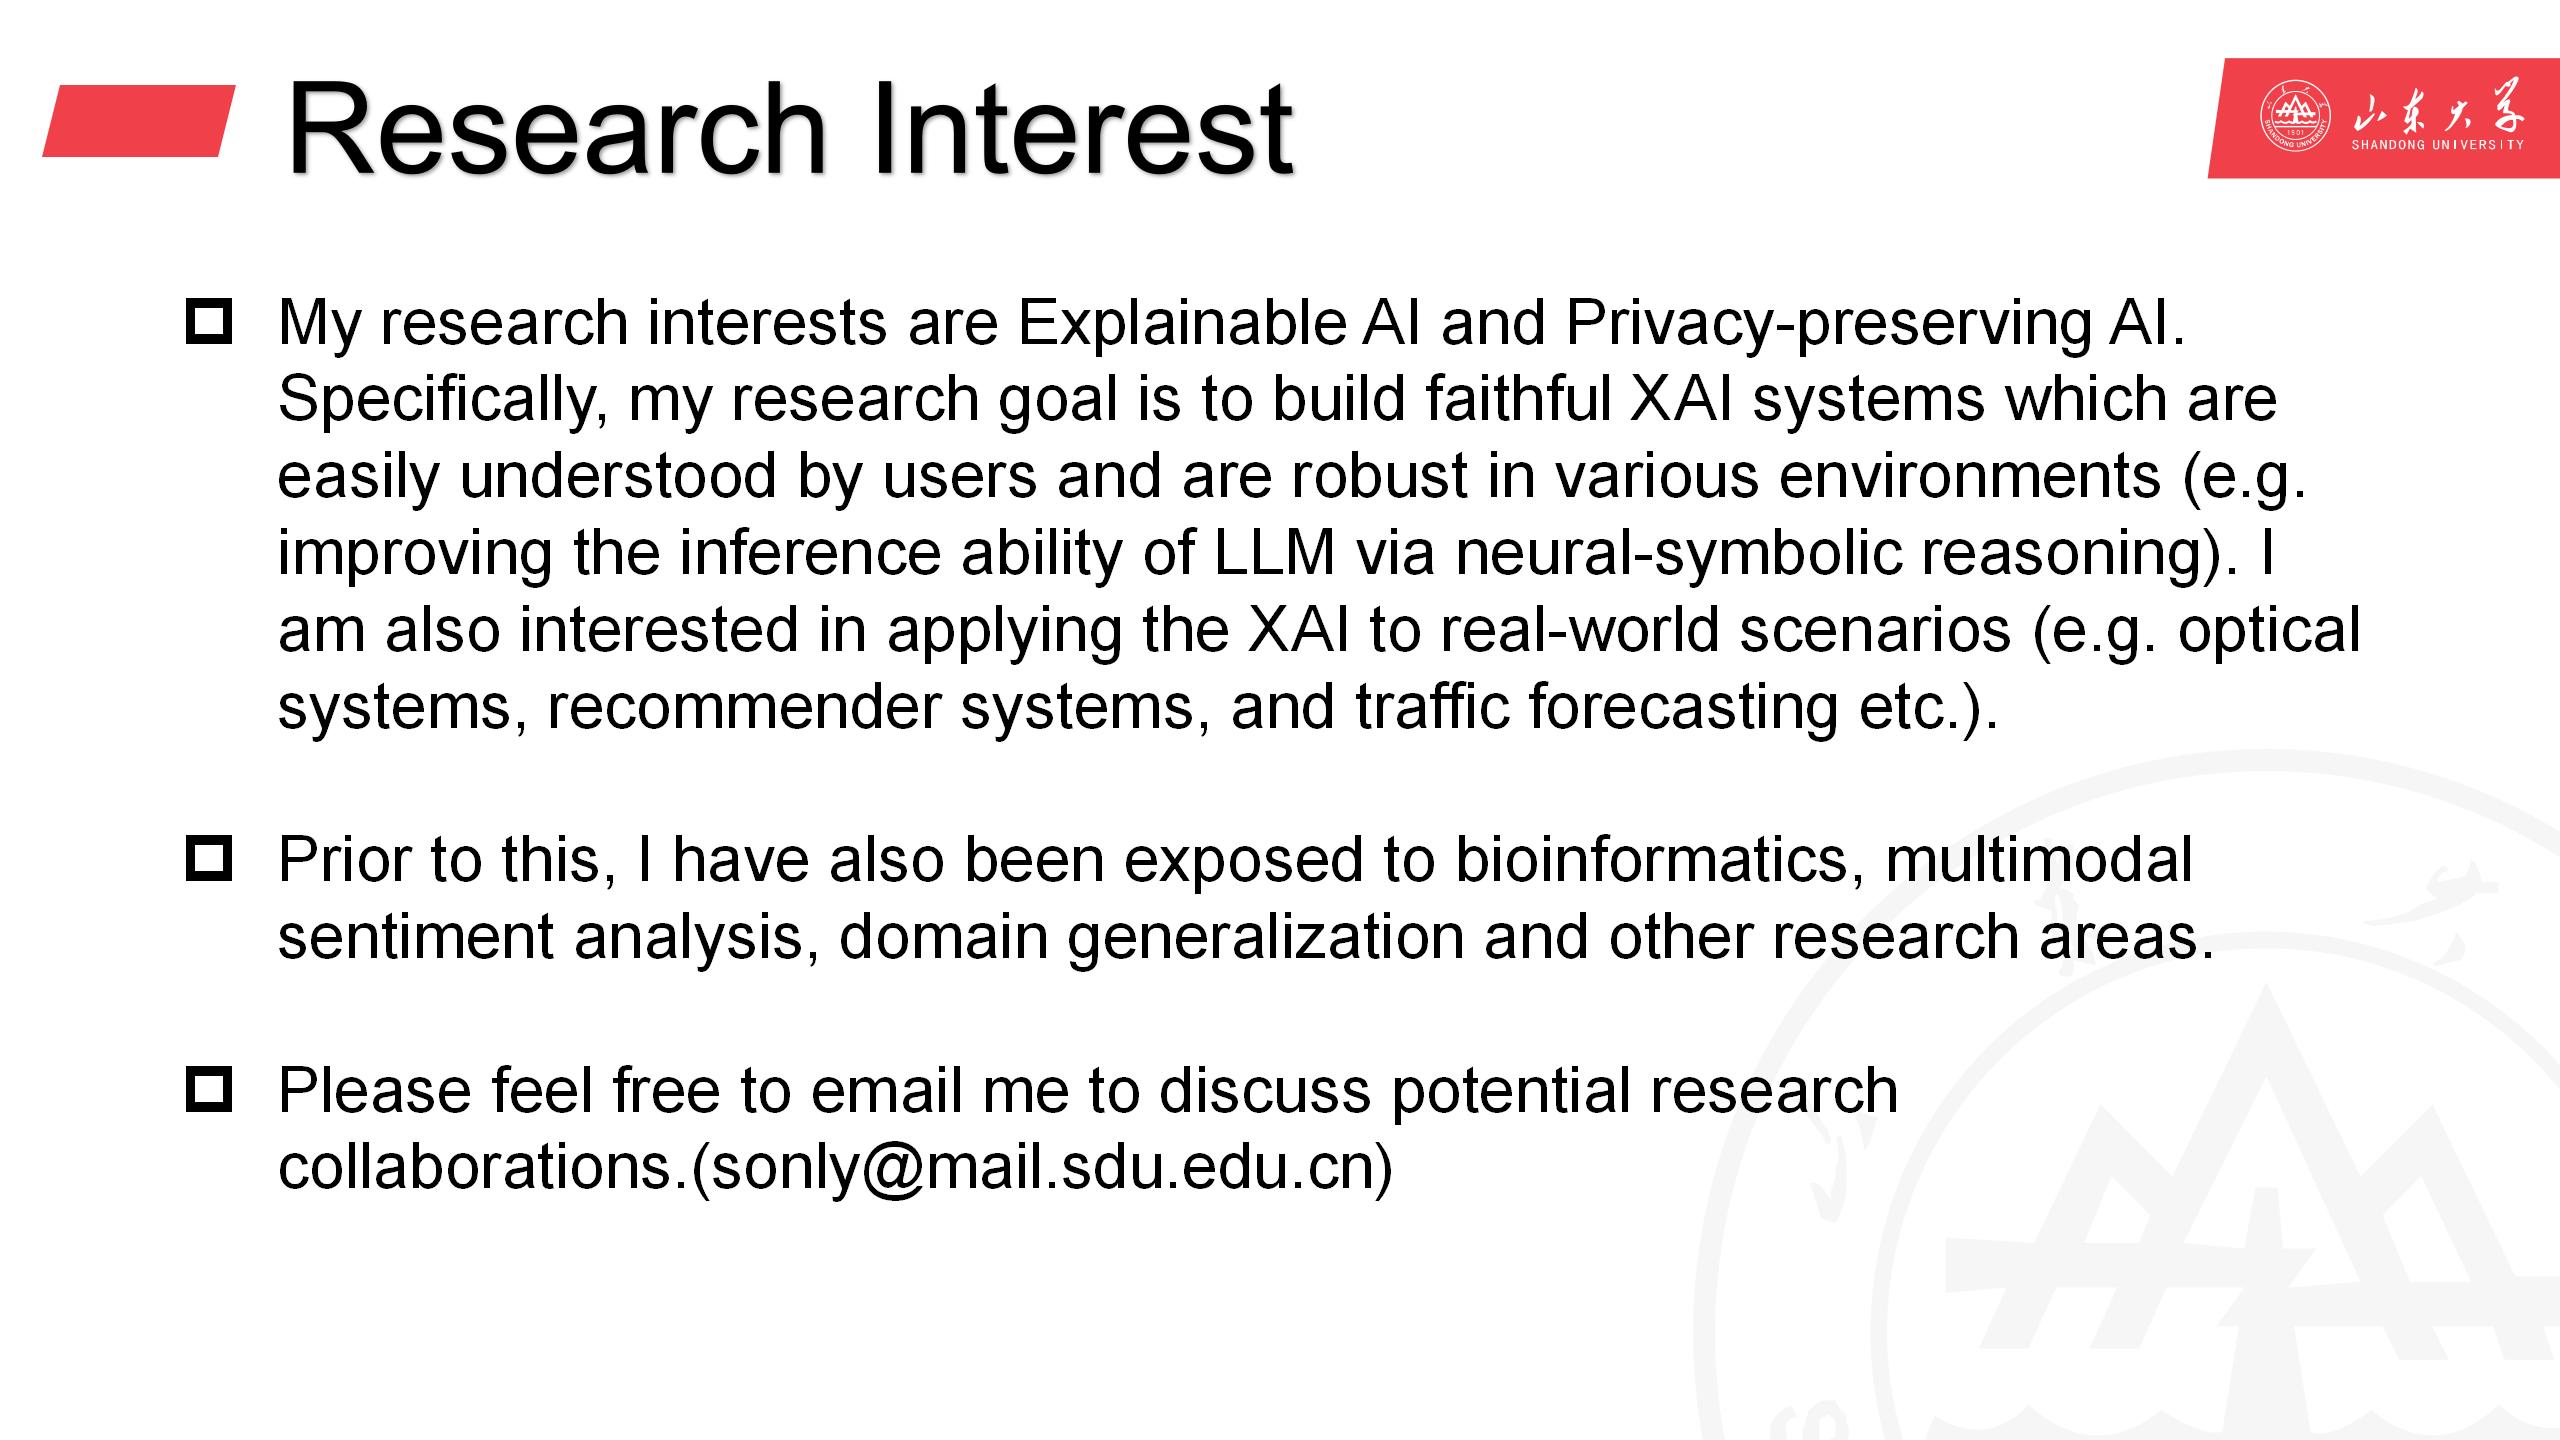 Research Interest
山东大学
SHANDONG UNIVERSITY
1901
SHANDONG UNIVERSITY
My research interests are Explainable AI and Privacy-preserving AI.
Specifically, my research goal is to build faithful XAI systems which are
easily understood by users and are robust in various environments (e.g.
improving the inference ability of LLM via neural-symbolic reasoning). I
am also interested in applying the XAI to real-world scenarios (e.g. optical
systems, recommender systems, and traffic forecasting etc.).
Prior to this, I have also been exposed to bioinformatics, multimodal
sentiment analysis, domain generalization and other research areas.
Please feel free to email me to discuss potential research
collaborations.(sonly@mail.sdu.edu.cn)